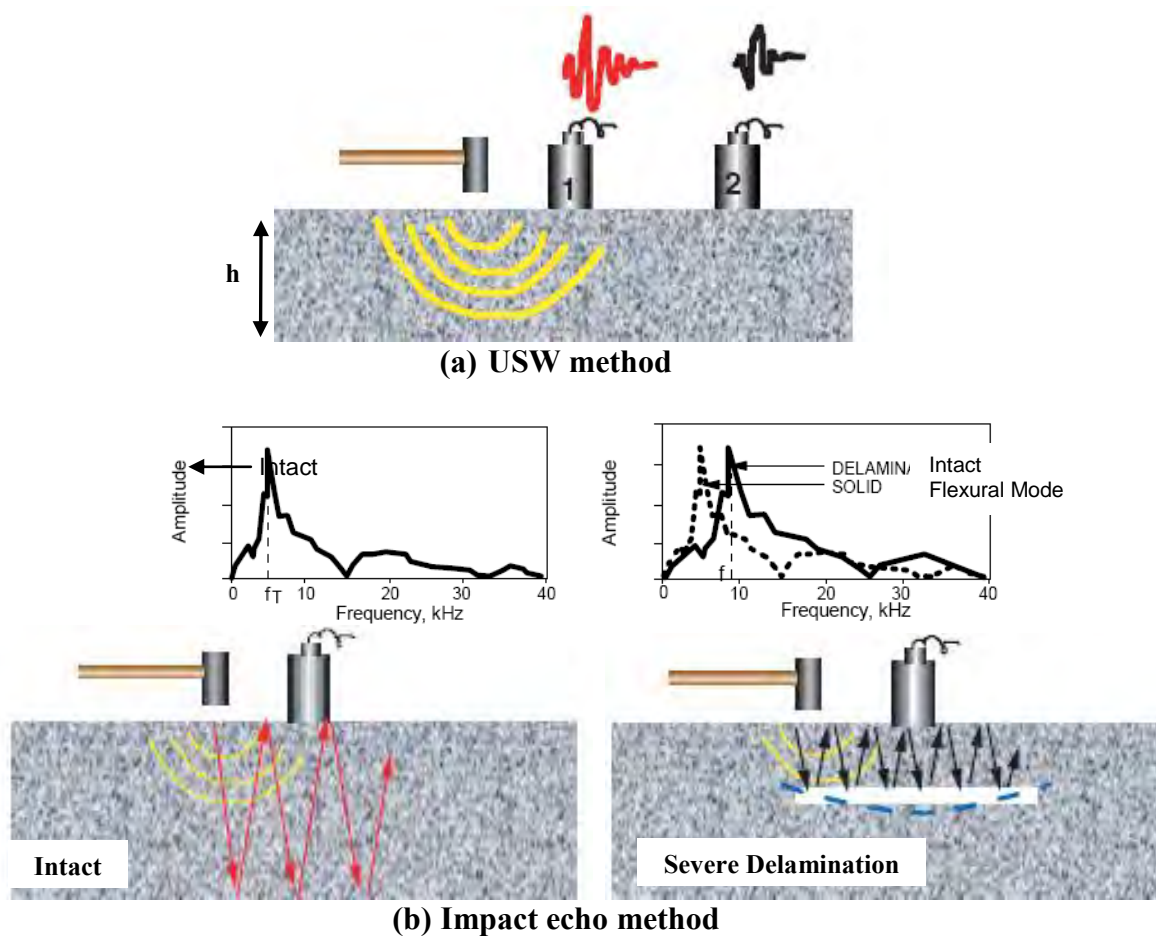 1
2
h
(a) USW method
Amplitude
Intact
0
10
20
30
40
fT
Frequency, kHz
Amplitude
DELAMIN
SOLID
Intact
Flexural Mode
f
0
10
20
30
40
Frequency, kHz
Intact
Severe Delamination
(b) Impact echo method